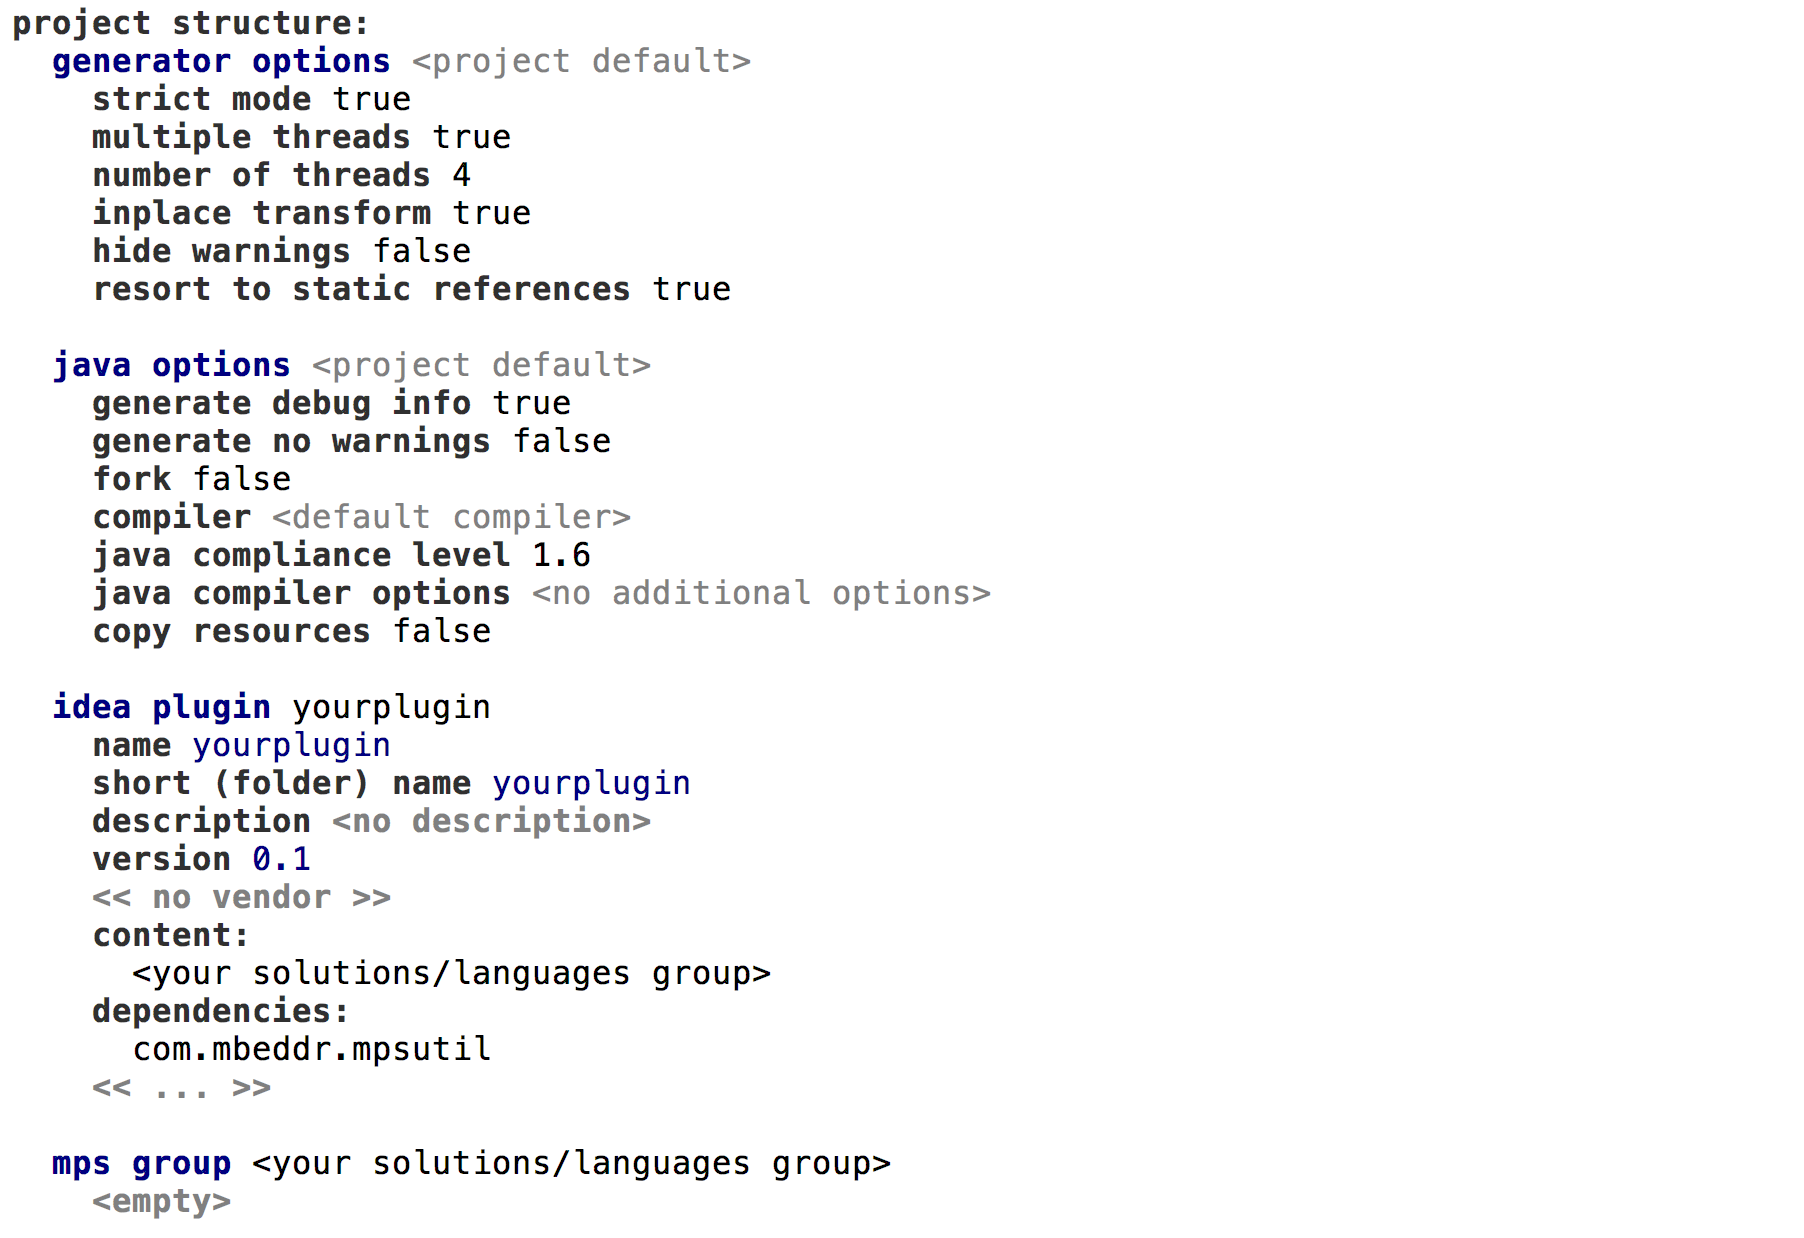 project structure:
generator options <project default>
strict mode true
multiple threads true
number of threads 4
inplace transform true
hide warnings false
resort to static references true
java options <project default>
generate debug info true
generate no warnings false
fork false
compiler <default compiler>
java compliance level 1.6
java compiler options <no additional options>
copy resources false
idea plugin yourplugin
name yourplugin
short (folder) name yourplugin
description <no description>
version 0.1
<< no vendor >>
content:
<your solutions/languages group>
dependencies:
com.mbeddr.mpsutil
<< ... >>
mps group <your solutions/languages group>
<empty>